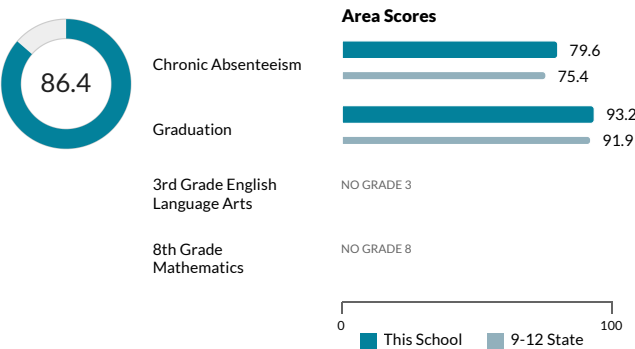 Area Scores
86.4
Chronic Absenteeism
79.6
75.4
Graduation
93.2
91.9
3rd Grade English
Language Arts
NO GRADE 3
8th Grade
Mathematics
NO GRADE 8
0
100
This School
9-12 State